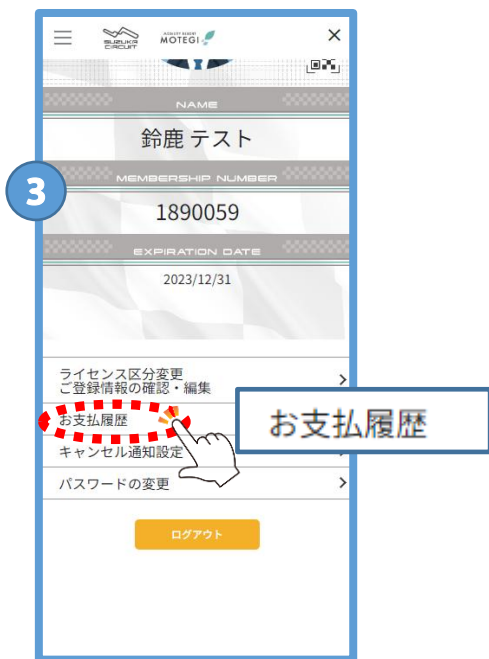 SUZUKA
CIRCUIT
MOBILITY RESORT
MOTEGI
×
NAME
鈴鹿 テスト
3
MEMBERSHIP NUMBER
1890059
EXPIRATION DATE
2023/12/31
ライセンス区分変更
ご登録情報の確認・編集
お支払履歴
お支払履歴
キャンセル通知設定
パスワードの変更
ログアウト